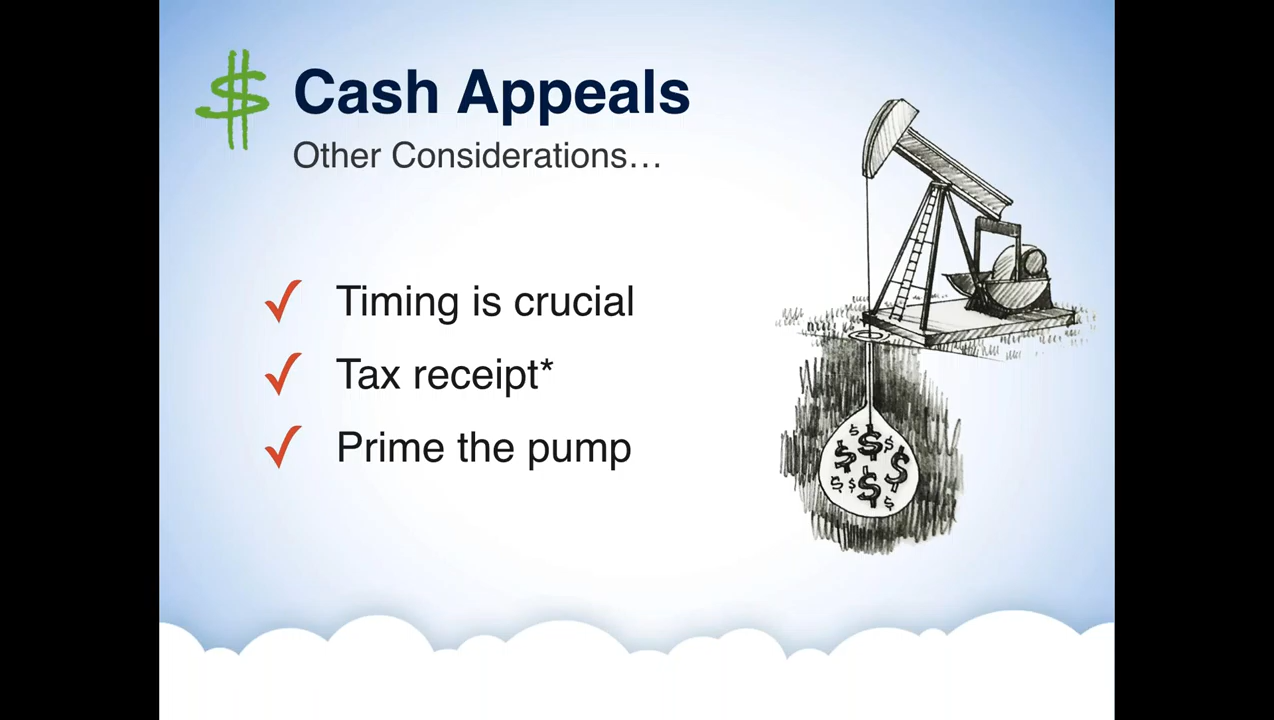 $ Cash Appeals
Other Considerations…
✓ Timing is crucial
✓ Tax receipt*
✓ Prime the pump
$ $ $
$ $
$ $ $ $